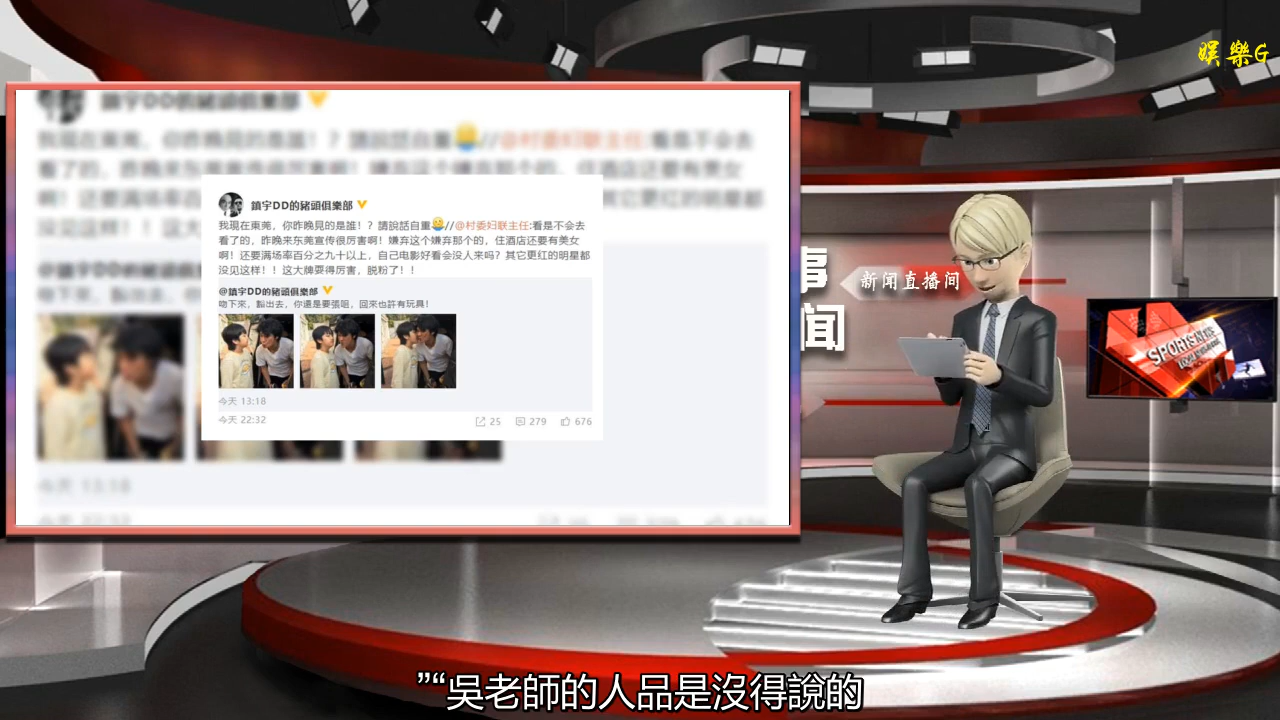 娱樂G
鎮宇DD的豬頭俱樂部
我現在東莞，你昨晚見的是誰！？請說話自重//@村委妇联主任:看是不会去
看了的，昨晚来东莞宣传很厉害啊！嫌弃这个嫌弃那个的，住酒店还要有美女
啊！还要满场率百分之九十以上，自己电影好看会没人来吗？其它更红的明星都
没见这样！！这大牌耍得厉害，脱粉了！！
@鎮宇DD的豬頭俱樂部
吻下來，豁出去，你還是要張咀，回來也許有玩具！
今天 13:18
今天 22:32
25 279 676
新闻直播间
闻
SPORTS
”“吳老師的人品是沒得說的